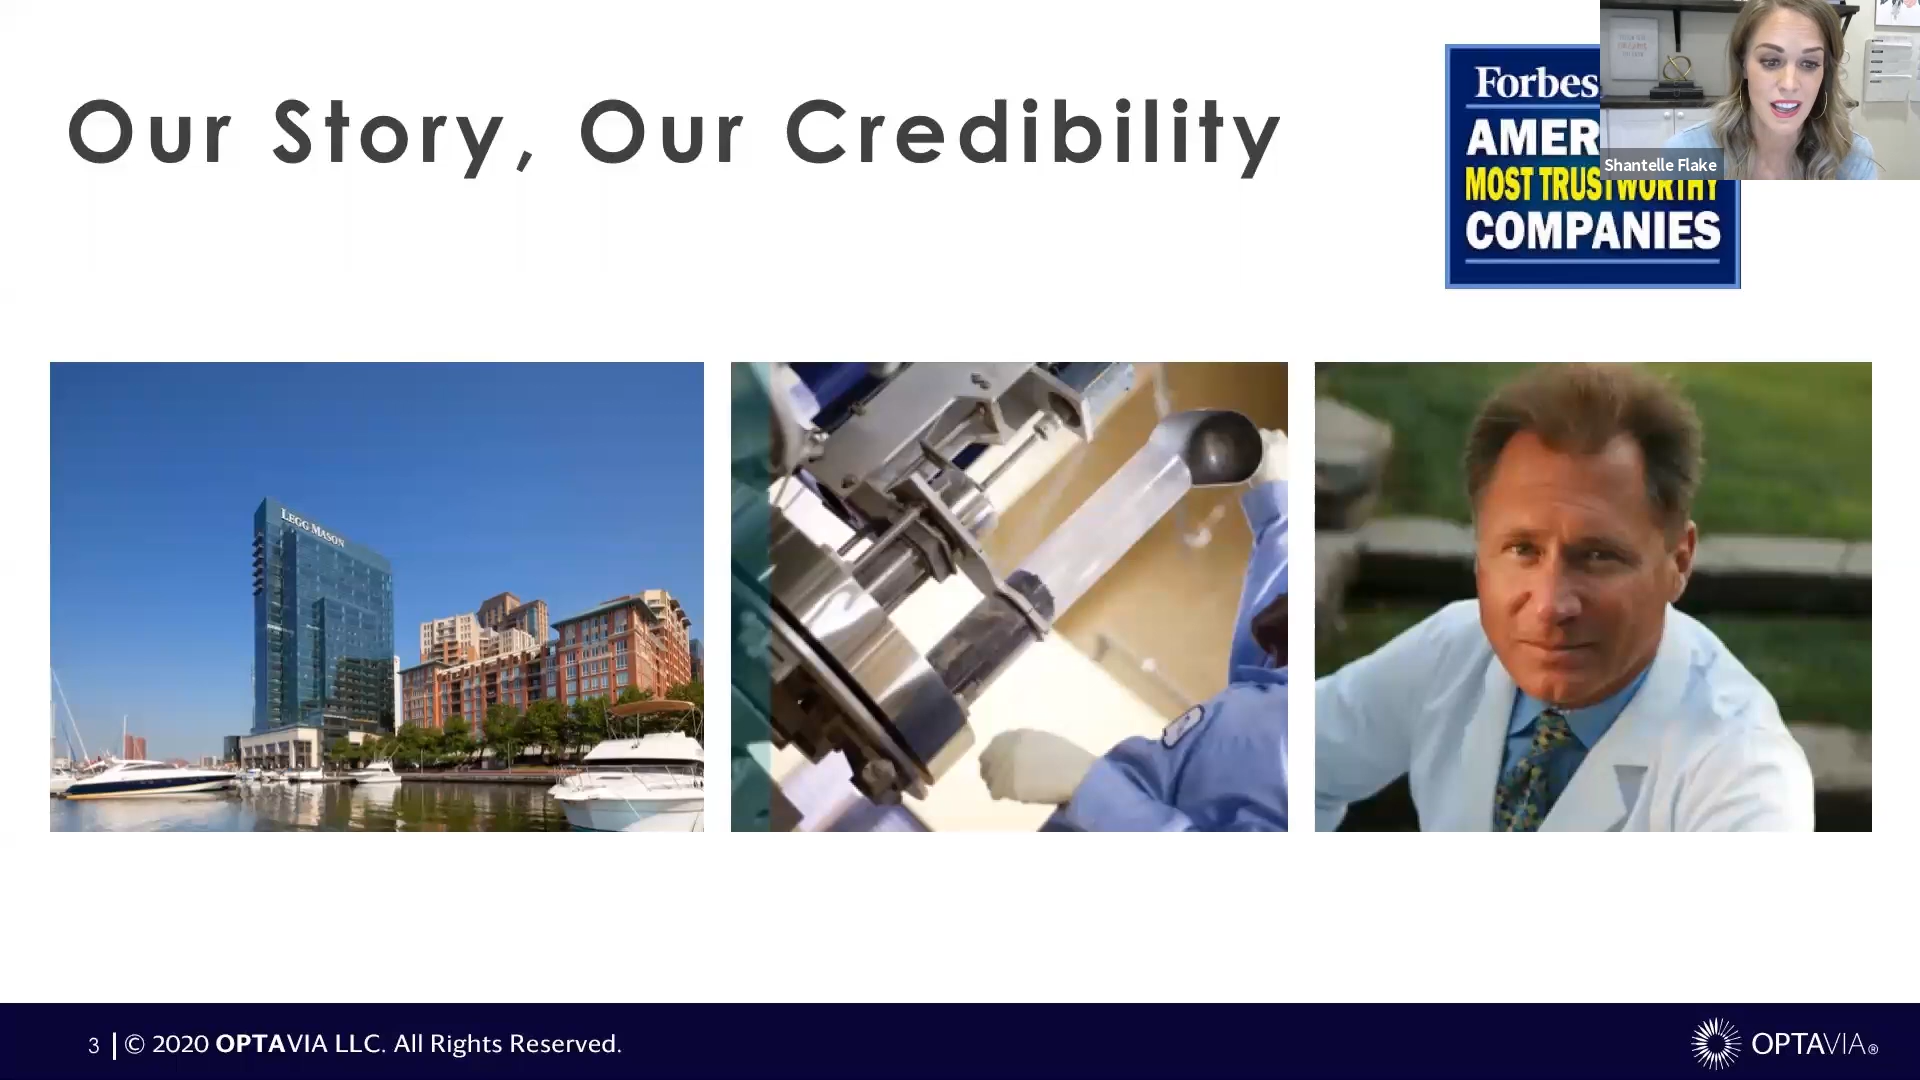 Our Story, Our Credibility
Forbes
AMER
MOST TRUSTWORTHY
COMPANIES
Shantelle Flake
LEGG MASON
3 | © 2020 OPTAVIA LLC. All Rights Reserved.
OPTAVIA®